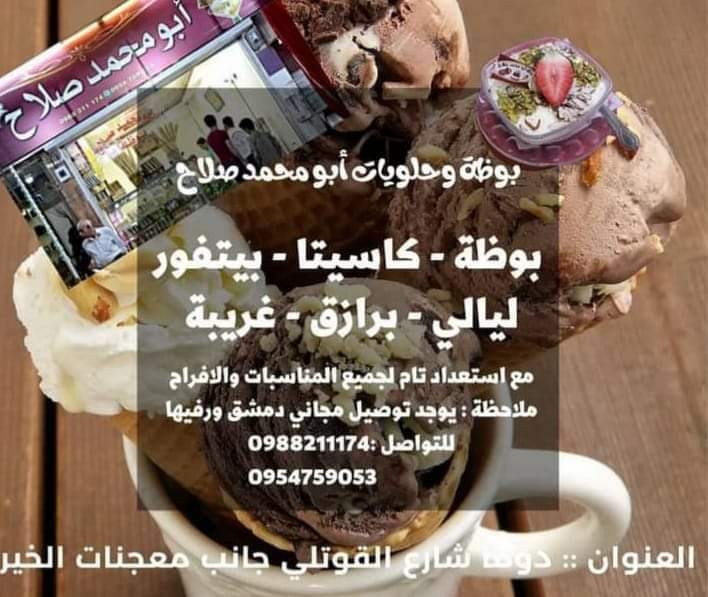 أبو محمد صلاح
بوظة وحلويات أبو محمد صلاح
بوظة - كاسيتا - بيتفور
ليالي - برازق - غريبة
مع استعداد تام لجميع المناسبات والافراح
ملاحظة : يوجد توصيل مجاني دمشق ورفيها
للتواصل :0988211174
0954759053
العنوان :: دوما شارع القوتلي جانب معجنات الخير